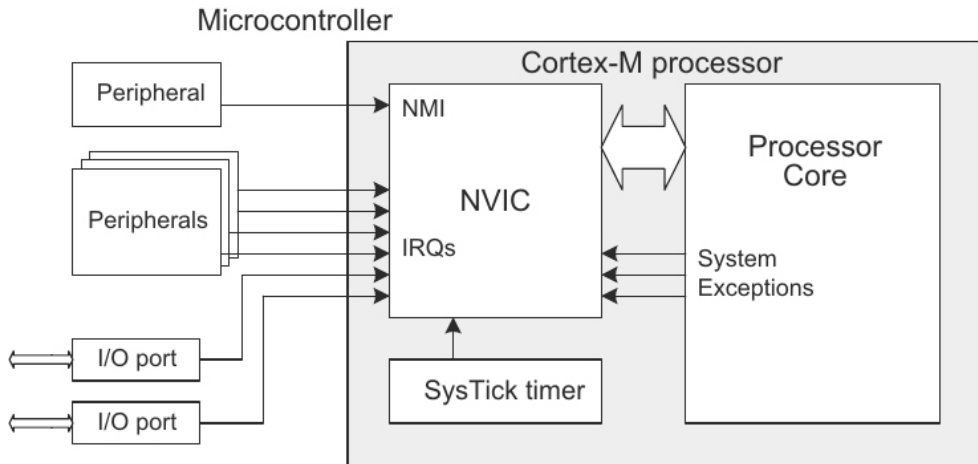 Microcontroller
Cortex-M processor
Peripheral
NMI
Processor
Core
NVIC
Peripherals
IRQs
System
Exceptions
I/O port
SysTick timer
I/O port